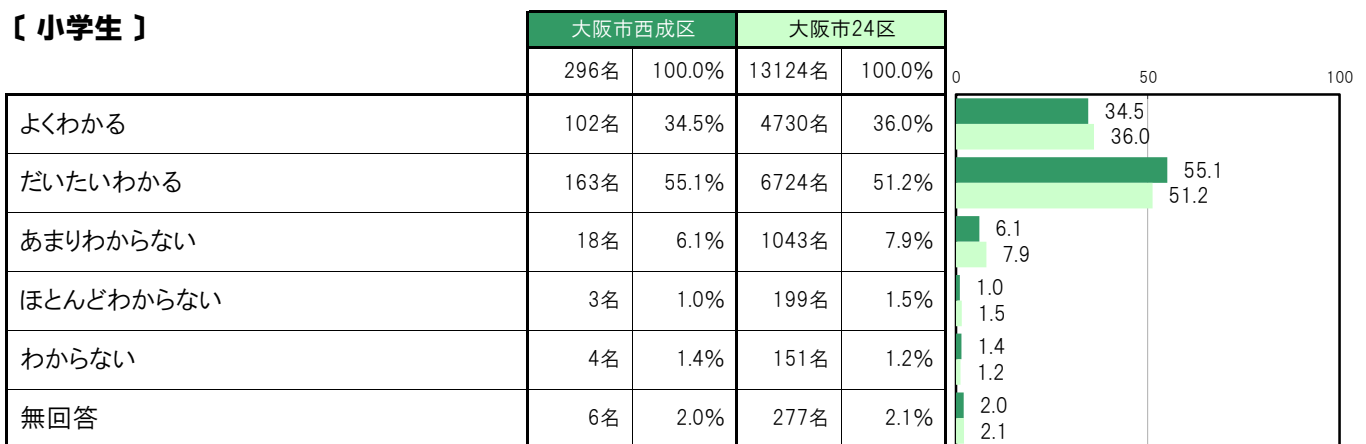 〔 小学生 〕
大阪市西成区 大阪市24区
296名 100.0% 13124名 100.0%
0 50 100
よくわかる 102名 34.5% 4730名 36.0% 34.5
36.0
だいたいわかる 163名 55.1% 6724名 51.2% 55.1
51.2
あまりわからない 18名 6.1% 1043名 7.9% 6.1
7.9
ほとんどわからない 3名 1.0% 199名 1.5% 1.0
1.5
わからない 4名 1.4% 151名 1.2% 1.4
1.2
無回答 6名 2.0% 277名 2.1% 2.0
2.1